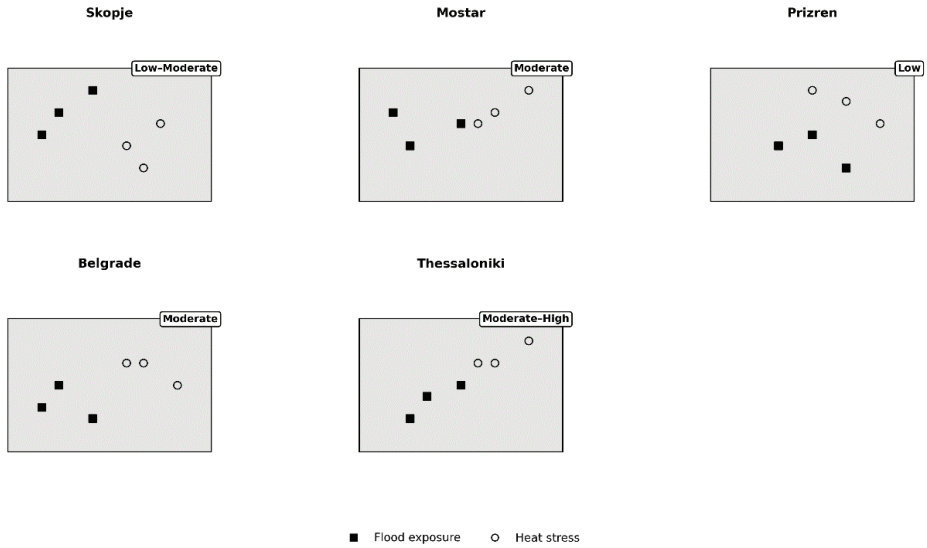 Skopje
Mostar
Prizren
Low–Moderate
Moderate
Low
Belgrade
Thessaloniki
Moderate
Moderate–High
Flood exposure
Heat stress